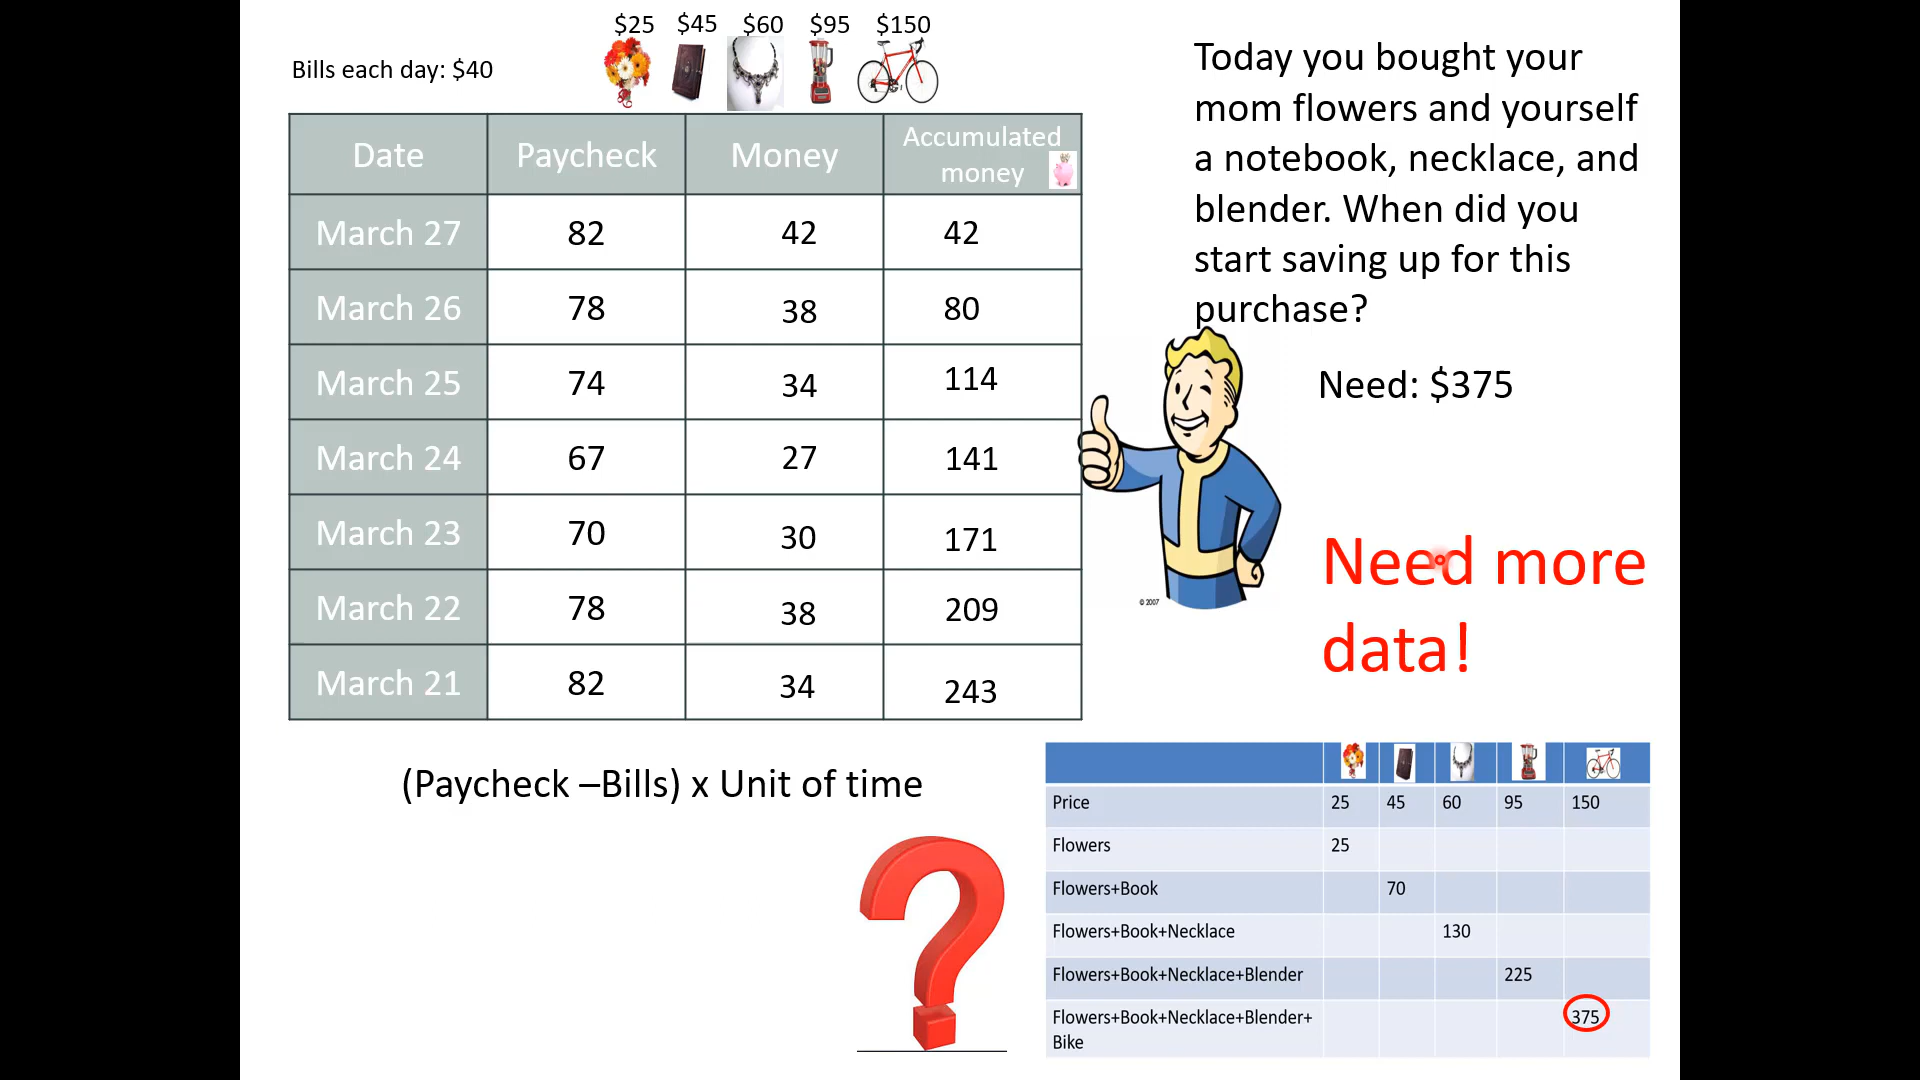 $25 $45 $60 $95 $150
Bills each day: $40
Date Paycheck Money Accumulated
money
March 27 82 42 42
March 26 78 38 80
March 25 74 34 114
March 24 67 27 141
March 23 70 30 171
March 22 78 38 209
March 21 82 34 243
(Paycheck –Bills) x Unit of time
Today you bought your
mom flowers and yourself
a notebook, necklace, and
blender. When did you
start saving up for this
purchase?
Need: $375
© 2007
Need more
data!
?
Price 25 45 60 95 150
Flowers 25
Flowers+Book 70
Flowers+Book+Necklace 130
Flowers+Book+Necklace+Blender 225
Flowers+Book+Necklace+Blender+ 375
Bike